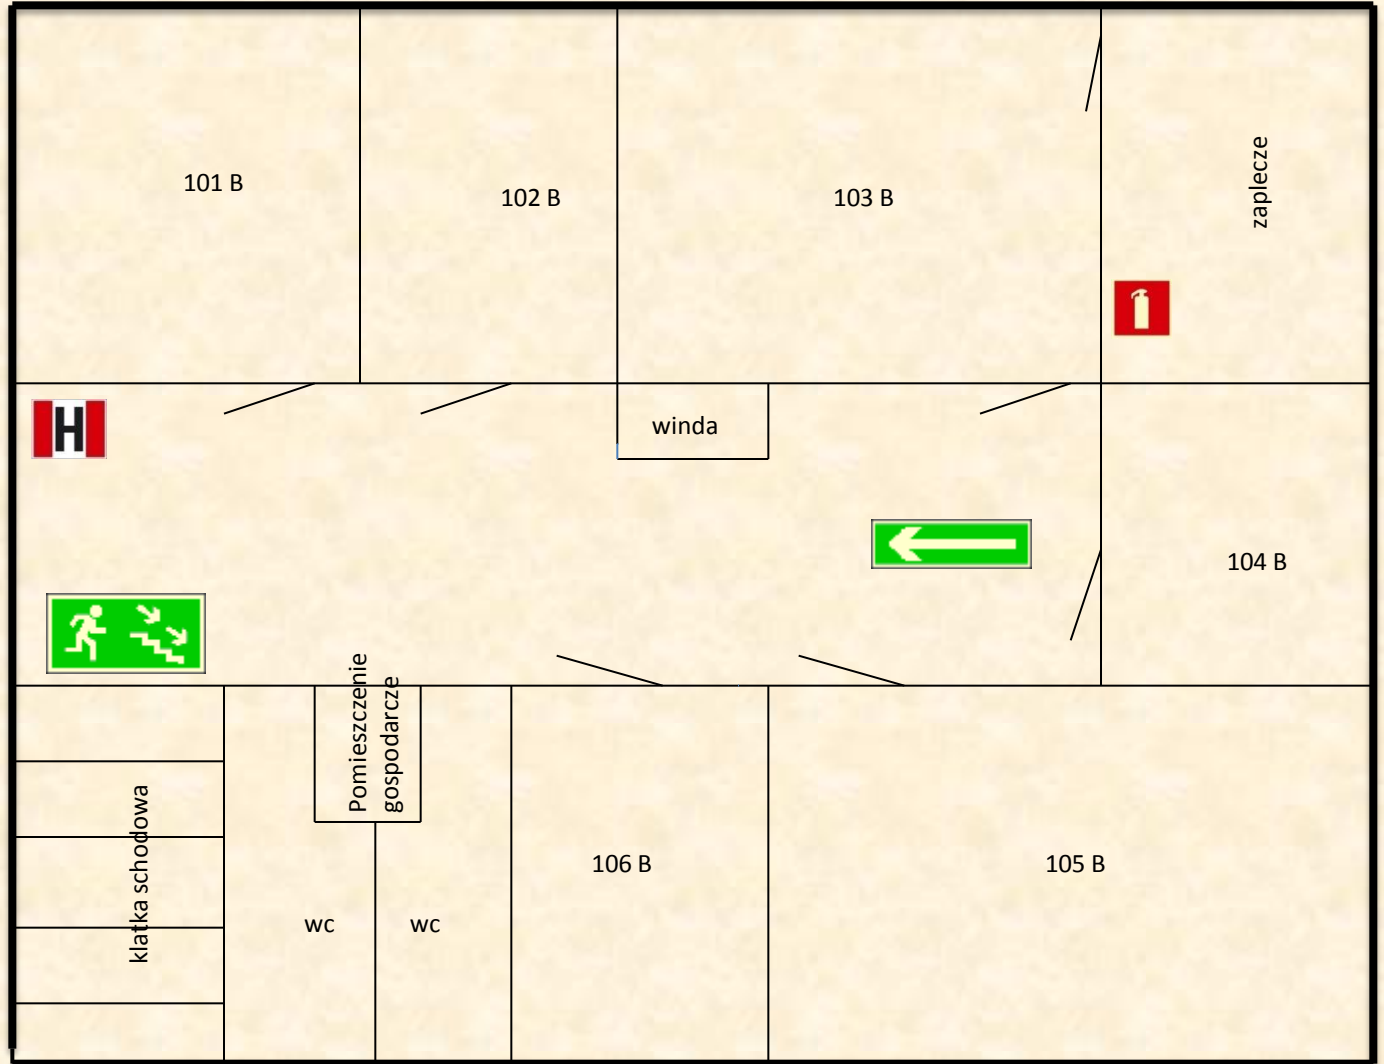 101 B
102 B
103 B
zaplecze
H
winda
104 B
Pomieszczenie
gospodarcze
klatka schodowa
wc
wc
106 B
105 B